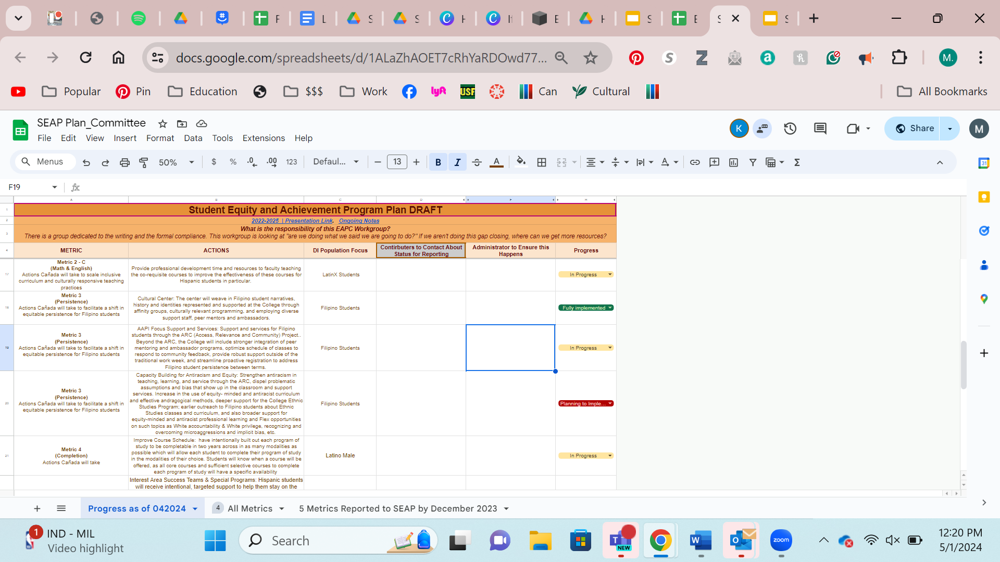 F
L
S
S
H
If
E
H
S
E
S
S
docs.google.com/spreadsheets/d/1ALaZhAOET7cRhYaRDOwd77...
M.
Popular
Pin
Education
$$$
Work
lyft
USF
Can
Cultural
All Bookmarks
SEAP Plan_Committee
K
Share
M
File Edit View Insert Format Data Tools Extensions Help
Menus
50%
$ % .0 .00 123
Defaul...
13
B I A
F19
fx
A B C D F H
1
Student Equity and Achievement Program Plan DRAFT
2
2022-2025 | Presentation Link. Ongoing Notes
3
What is the responsibility of this EAPC Workgroup?
There is a group dedicated to the writing and the formal compliance. This workgroup is looking at "are we doing what we said we are going to do?" If we aren't doing this gap closing, where can we get more resources?
4
METRIC
ACTIONS
DI Population Focus
Contirbuters to Contact About
Status for Reporting
Administrator to Ensure this
Happens
Progress
17
Metric 2 - C
(Math & English)
Actions Cañada will take to scale inclusive
curriculum and culturally responsive teaching
practices
Provide professional development time and resources to faculty teaching
the co-requisite courses to improve the effectiveness of these courses for
Hispanic students in particular.
LatinX Students
In Progress
18
Metric 3
(Persistence)
Actions Cañada will take to facilitate a shift in
equitable persistence for Filipino students
Cultural Center: The center will weave in Filipino student narratives,
history and identities represented and supported at the College through
affinity groups, culturally relevant programming, and employing diverse
support staff, peer mentors and ambassadors.
Filipino Students
Fully implemented
19
Metric 3
(Persistence)
Actions Cañada will take to facilitate a shift in
equitable persistence for Filipino students
AAPI Focus Support and Services: Support and services for Filipino
students through the ARC (Access, Relevance and Community) Project..
Beyond the ARC, the College will include stronger integration of peer
mentoring and ambassador programs, optimize schedule of classes to
respond to community feedback, provide robust support outside of the
traditional work week, and streamline proactive registration to address
Filipino student persistence between terms.
Filipino Students
In Progress
20
Metric 3
(Persistence)
Actions Cañada will take to facilitate a shift in
equitable persistence for Filipino students
Capacity Building for Antiracism and Equity: Strengthen antiracism in
teaching, learning, and service through the ARC, dispel problematic
assumptions and bias that show up in the classroom and support
services. Increase in the use of equity- minded and antiracist curriculum
and effective andragogical methods, deeper support for the College Ethnic
Studies Program; earlier outreach to Filipino students about Ethnic
Studies classes and curriculum, and also broader support for
equity-minded and antiracist professional learning and Flex opportunities
on such topics as White accountability & White privilege, recognizing and
overcoming microaggressions and implicit bias, etc.
Filipino Students
Planning to Imple...
21
Metric 4
(Completion)
Actions Cañada will take
Improve Course Schedule: have intentionally built out each program of
study to be completable in two years across in as many modalities as
possible which will allow each student to complete their program of study
in the modalities of their choice. Students will know when a course will be
offered, as all core courses and sufficient selective courses to complete
each program of study will have a specific availability
Latino Male
In Progress
Interest Area Success Teams & Special Programs: Hispanic students
will receive intentional, targeted support to help them stay on the
Progress as of 042024
4
All Metrics
5 Metrics Reported to SEAP by December 2023
31
1
IND - MIL
Video highlight
Search
NEW
zoom
12:20 PM
5/1/2024